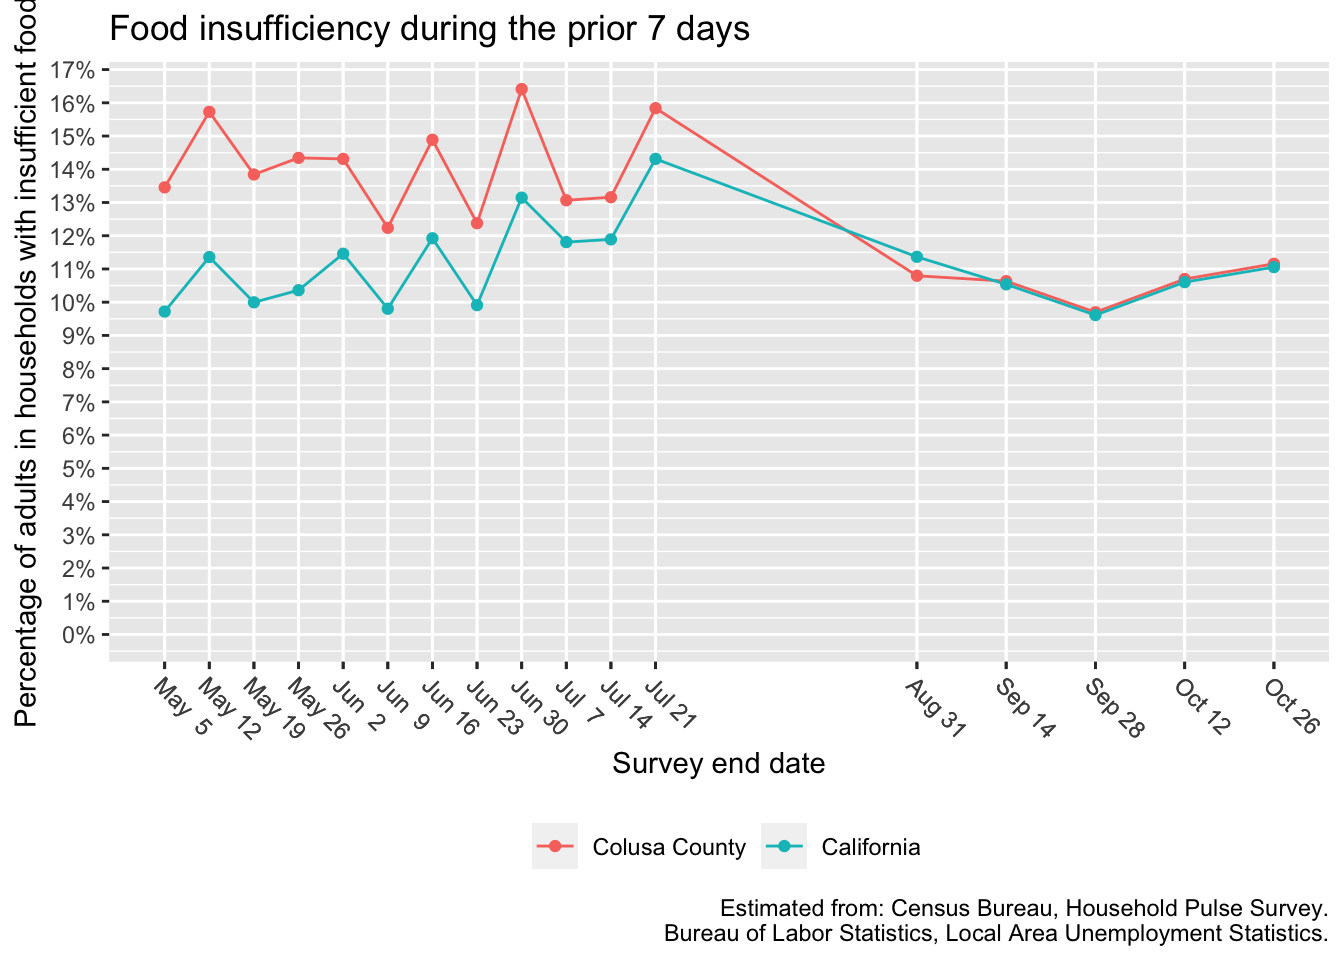 Food insufficiency during the prior 7 days
Percentage of adults in households with insufficient food
17%
16%
15%
14%
13%
12%
11%
10%
9%
8%
7%
6%
5%
4%
3%
2%
1%
0%
May 5
May 12
May 19
May 26
Jun 2
Jun 9
Jun 16
Jun 23
Jun 30
Jul 7
Jul 14
Jul 21
Aug 31
Sep 14
Sep 28
Oct 12
Oct 26
Survey end date
Colusa County
California
Estimated from: Census Bureau, Household Pulse Survey.
Bureau of Labor Statistics, Local Area Unemployment Statistics.